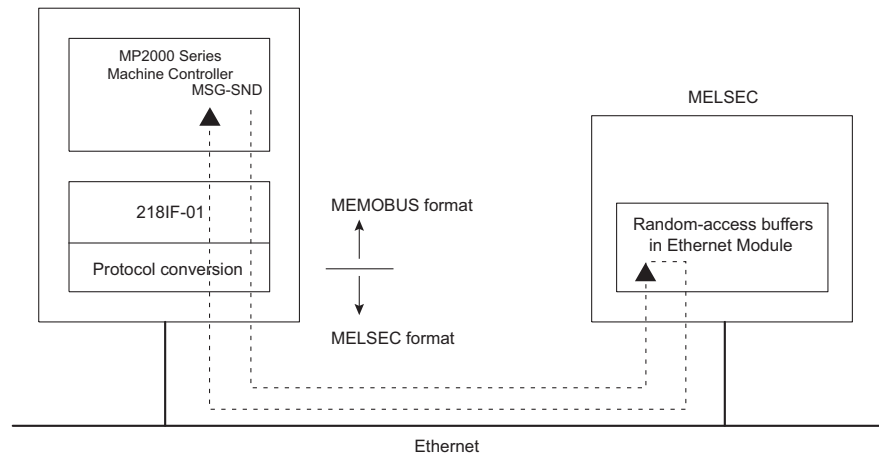 MP2000 Series
Machine Controller
MSG-SND
218IF-01
Protocol conversion
MEMOBUS format
MELSEC format
MELSEC
Random-access buffers
in Ethernet Module
Ethernet